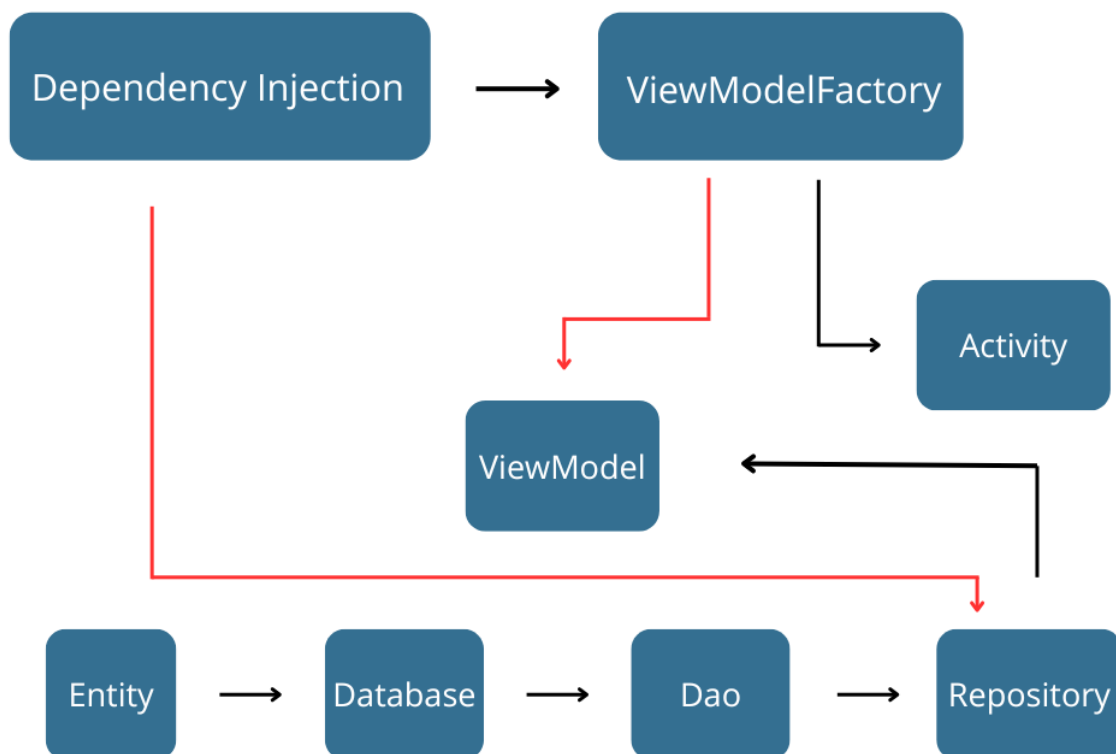 Dependency Injection
ViewModelFactory
Activity
ViewModel
Entity
Database
Dao
Repository